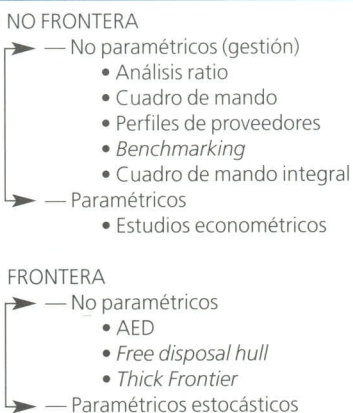 NO FRONTERA
— No paramétricos (gestión)
• Análisis ratio
• Cuadro de mando
• Perfiles de proveedores
• Benchmarking
• Cuadro de mando integral
— Paramétricos
• Estudios econométricos
FRONTERA
— No paramétricos
• AED
• Free disposal hull
• Thick Frontier
— Paramétricos estocásticos